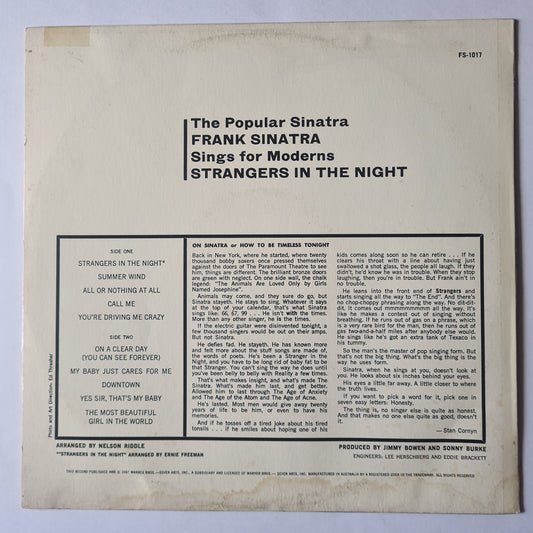 FS-1017
The Popular Sinatra
FRANK SINATRA
Sings for Moderns
STRANGERS IN THE NIGHT
SIDE ONE
STRANGERS IN THE NIGHT*
SUMMER WIND
ALL OR NOTHING AT ALL
CALL ME
YOU'RE DRIVING ME CRAZY
SIDE TWO
ON A CLEAR DAY
(YOU CAN SEE FOREVER)
MY BABY JUST CARES FOR ME
DOWNTOWN
YES SIR, THAT'S MY BABY
THE MOST BEAUTIFUL
GIRL IN THE WORLD
ON SINATRA or HOW TO BE TIMELESS TONIGHT
Back in New York, where he started, where twenty
thousand bobby soxers once pressed themselves
against the doors of The Paramount Theatre to see
him, things are different. The brilliant bronze doors
are green with neglect. On one side wall, the chalk
legend: "The Animals Are Loved Only by Girls
Named Josephine".
Animals may come, and they sure do go, but
Sinatra stayeth. He stays to sing. Whatever it says
at the top of your calendar, that's what Sinatra
sings like: 66, 67, 99 . . . He isn't with the times.
More than any other singer, he is the times.
If the electric guitar were disinvented tonight, a
few thousand singers would be out on their amps.
But not Sinatra.
He defies fad. He stayeth. He has known more
and felt more about the stuff songs are made of,
the words of poets. He's been a Stranger in the
Night, and you have to be long rid of baby fat to be
that Stranger. You can't sing the way he does until
you've been belly to belly with Reality a few times.
That's what makes insight, and what's made The
Sinatra. What's made him last, and get better.
Allowed him to last through The Age of Anxiety
and The Age of the Atom and The Age of Acne.
He's lasted. Most men would give away twenty
years of life to be him, or even to have his
memories.
And if he tosses off a tired joke about his tired
tonsils . . . if he smiles about hoping one of his
kids comes along soon so he can retire . . . If he
clears his throat with a line about having just
swallowed a shot glass, the people all laugh. If they
didn't, he'd know he was in trouble. When they stop
laughing, then you're in trouble. But Frank ain't in
no trouble.
He leans into the front end of Strangers and
starts singing all the way to "The End". And there's
no chop-choppy phrasing along the way. No dit-dit-
dit. It comes out mmmmmmmmm all the way. It's
like he makes a contest out of singing without
breathing. If he runs out of gas on a phrase, which
is a very rare bird for the man, then he runs out of
gas two-and-a-half miles after anybody else would.
He sings like he's got an extra tank of Texaco in
his tummy.
So the man's the master of pop singing form. But
that's not the big thing. What's the big thing is the
way he uses form.
Sinatra, when he sings at you, doesn't look at
you. He looks about six inches behind your eyes.
His eyes a little far away. A little closer to where
the truth lives.
If you want to pick a word for it, pick one in
seven easy letters: Honesty.
The thing is, no singer else is quite as honest.
And that makes no one else quite as good, doesn't
it.
— Stan Cornyn
Photo and Art Direction: Ed Thrasher
ARRANGED BY NELSON RIDDLE
*"STRANGERS IN THE NIGHT" ARRANGED BY ERNIE FREEMAN
PRODUCED BY JIMMY BOWEN AND SONNY BURKE
ENGINEERS: LEE HERSCHBERG AND EDDIE BRACKETT